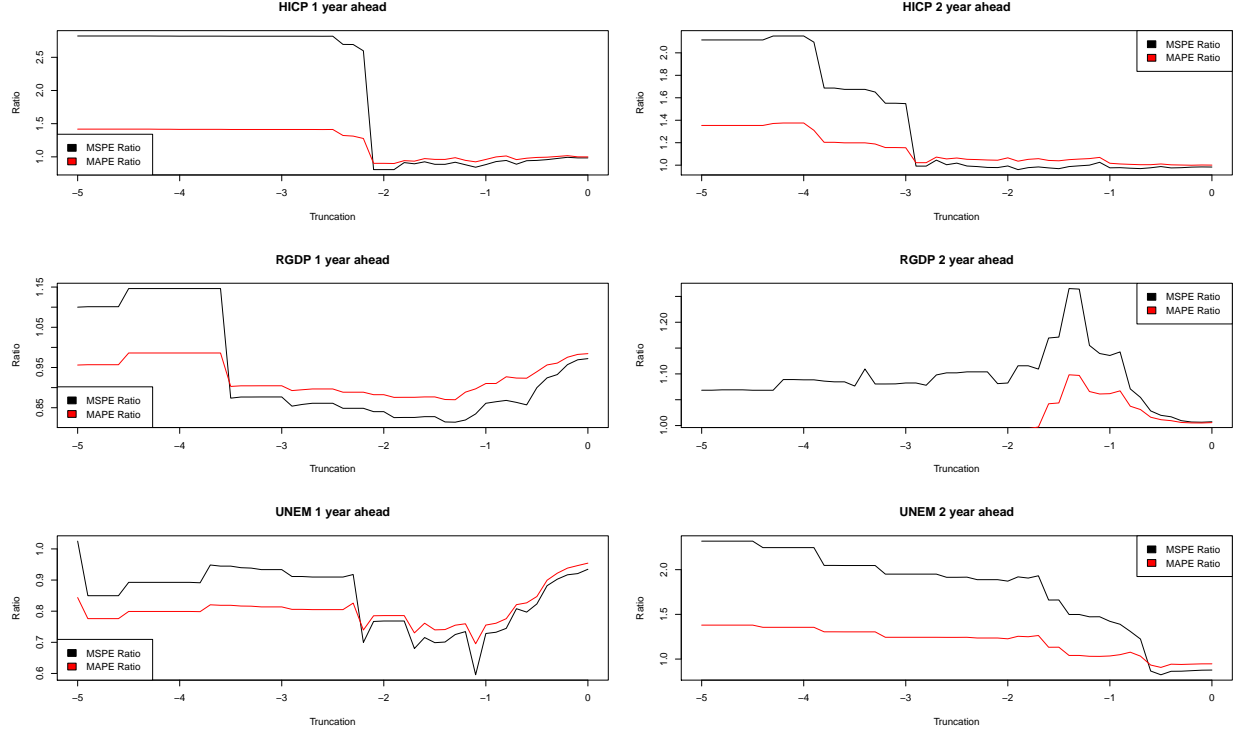 HICP 1 year ahead
Ratio
1.0
1.5
2.5
MSPE Ratio
MAPE Ratio
−5
−4
−3
−2
−1
0
Truncation
HICP 2 year ahead
Ratio
1.0
1.2
1.4
1.6
2.0
MSPE Ratio
MAPE Ratio
−5
−4
−3
−2
−1
0
Truncation
RGDP 1 year ahead
Ratio
0.85
0.95
1.05
1.15
MSPE Ratio
MAPE Ratio
−5
−4
−3
−2
−1
0
Truncation
RGDP 2 year ahead
Ratio
1.00
1.10
1.20
MSPE Ratio
MAPE Ratio
−5
−4
−3
−2
−1
0
Truncation
UNEM 1 year ahead
Ratio
0.6
0.7
0.8
0.9
1.0
MSPE Ratio
MAPE Ratio
−5
−4
−3
−2
−1
0
Truncation
UNEM 2 year ahead
Ratio
1.0
1.5
2.0
MSPE Ratio
MAPE Ratio
−5
−4
−3
−2
−1
0
Truncation